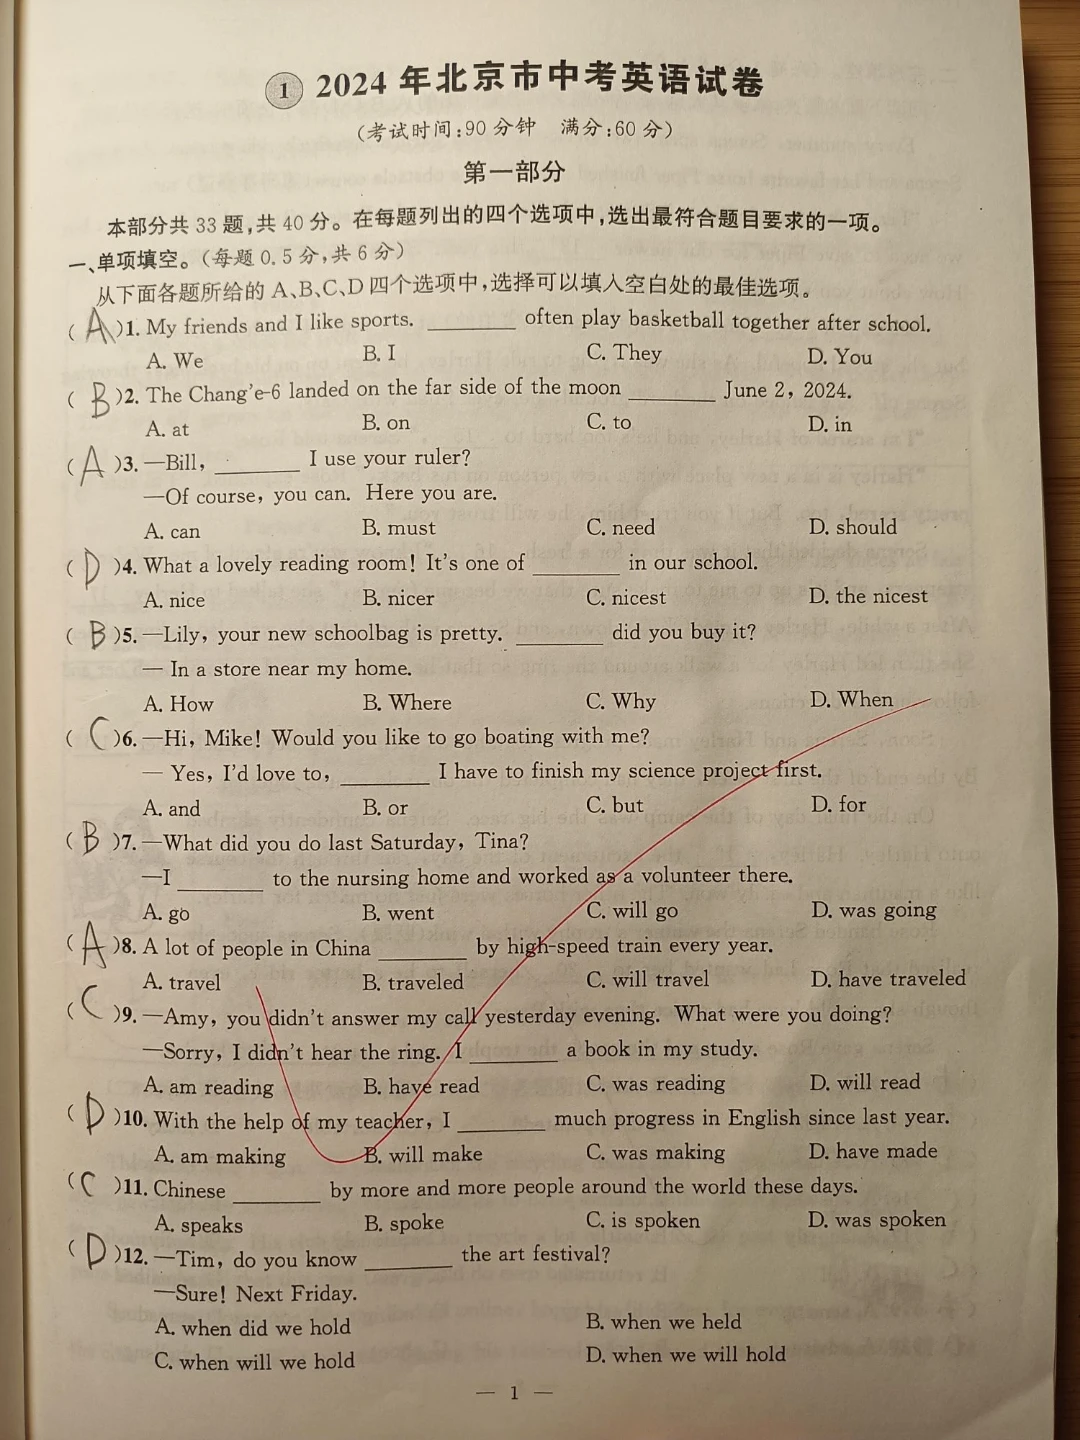 1 2024年北京市中考英语试卷
(考试时间:90分钟 满分:60分)
第一部分
本部分共33题,共40分。在每题列出的四个选项中,选出最符合题目要求的一项。
一、单项填空。(每题0.5分,共6分)
从下面各题所给的A、B、C、D四个选项中,选择可以填入空白处的最佳选项。
( A )1. My friends and I like sports. ________ often play basketball together after school.
A. We B. I C. They D. You
( B )2. The Chang'e-6 landed on the far side of the moon ________ June 2, 2024.
A. at B. on C. to D. in
( A )3. —Bill, ________ I use your ruler?
—Of course, you can. Here you are.
A. can B. must C. need D. should
( D )4. What a lovely reading room! It's one of ________ in our school.
A. nice B. nicer C. nicest D. the nicest
( B )5. —Lily, your new schoolbag is pretty. ________ did you buy it?
— In a store near my home.
A. How B. Where C. Why D. When
( C )6. —Hi, Mike! Would you like to go boating with me?
— Yes, I'd love to, ________ I have to finish my science project first.
A. and B. or C. but D. for
( B )7. —What did you do last Saturday, Tina?
—I ________ to the nursing home and worked as a volunteer there.
A. go B. went C. will go D. was going
( A )8. A lot of people in China ________ by high-speed train every year.
A. travel B. traveled C. will travel D. have traveled
( C )9. —Amy, you didn't answer my call yesterday evening. What were you doing?
—Sorry, I didn't hear the ring. I ________ a book in my study.
A. am reading B. have read C. was reading D. will read
( D )10. With the help of my teacher, I ________ much progress in English since last year.
A. am making B. will make C. was making D. have made
( C )11. Chinese ________ by more and more people around the world these days.
A. speaks B. spoke C. is spoken D. was spoken
( D )12. —Tim, do you know ________ the art festival?
—Sure! Next Friday.
A. when did we hold B. when we held
C. when will we hold D. when we will hold
— 1 —